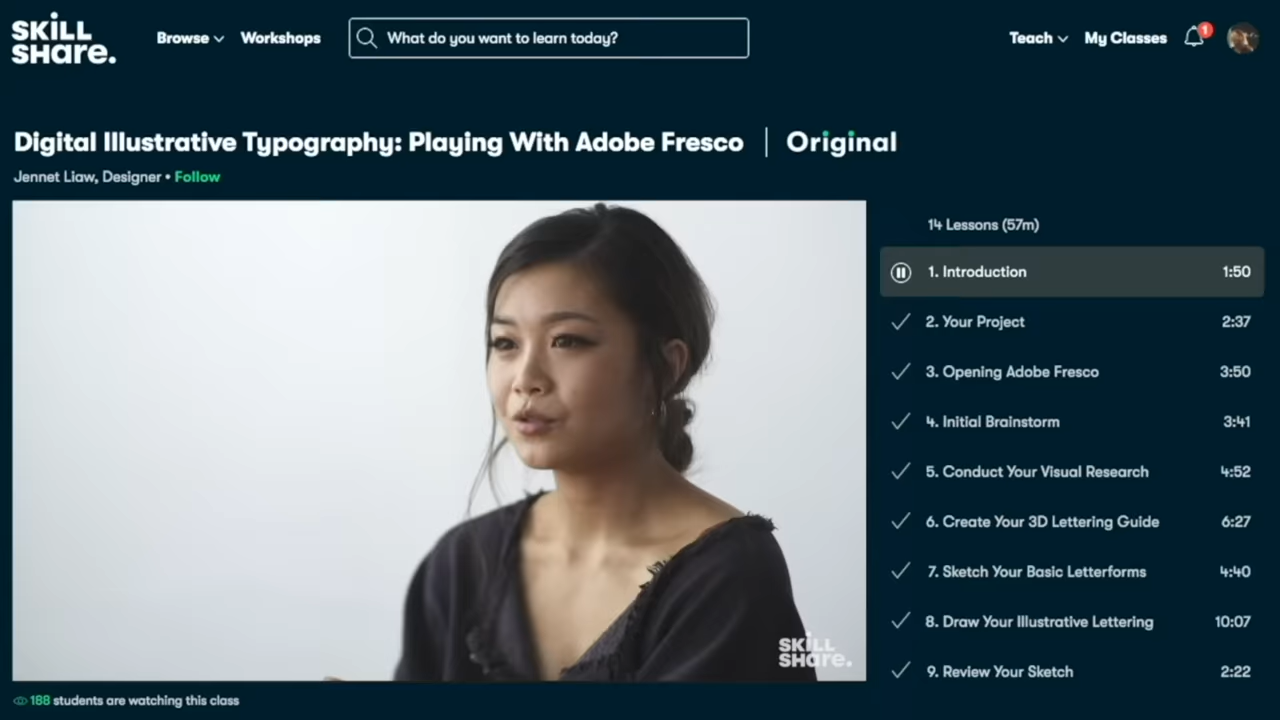 SKILL SHare.
Browse
Workshops
What do you want to learn today?
Teach
My Classes
1
Digital Illustrative Typography: Playing With Adobe Fresco | Original
Jennet Liaw, Designer • Follow
14 Lessons (57m)
1. Introduction 1:50
2. Your Project 2:37
3. Opening Adobe Fresco 3:50
4. Initial Brainstorm 3:41
5. Conduct Your Visual Research 4:52
6. Create Your 3D Lettering Guide 6:27
7. Sketch Your Basic Letterforms 4:40
8. Draw Your Illustrative Lettering 10:07
9. Review Your Sketch 2:22
SKILL SHare.
188 students are watching this class